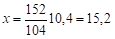 x = 152/104 10,4 = 15,2